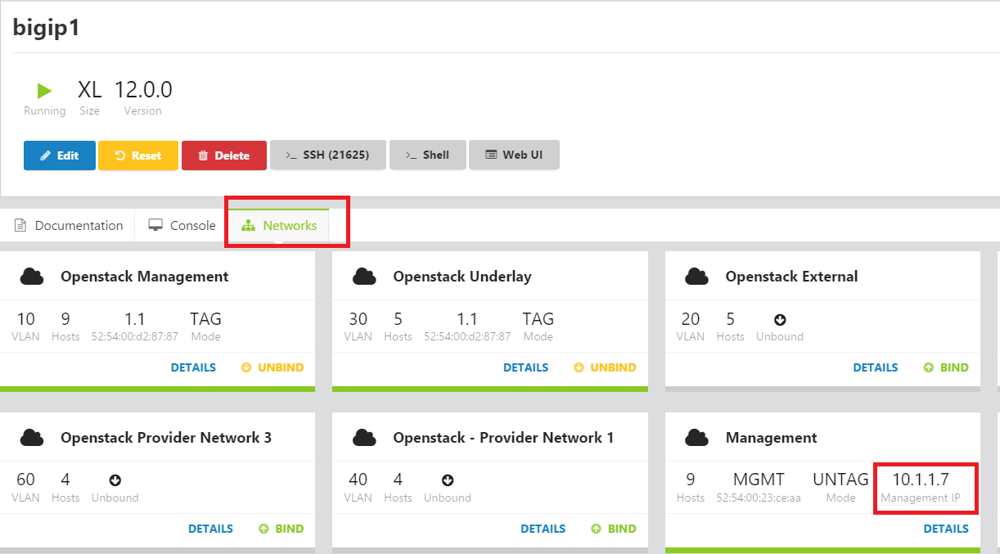 bigip1
XL 12.0.0
Running Size Version
Edit Reset Delete >_ SSH (21625) >_ Shell Web UI
Documentation Console Networks
Openstack Management
10 9 1.1 TAG
VLAN Hosts 52:54:00:d2:87:87 Mode
DETAILS UNBIND
Openstack Underlay
30 5 1.1 TAG
VLAN Hosts 52:54:00:d2:87:87 Mode
DETAILS UNBIND
Openstack External
20 5
VLAN Hosts Unbound
DETAILS BIND
Openstack Provider Network 3
60 4
VLAN Hosts Unbound
DETAILS BIND
Openstack - Provider Network 1
40 4
VLAN Hosts Unbound
DETAILS BIND
Management
9 MGMT UNTAG 10.1.1.7
Hosts 52:54:00:23:ce:aa Mode Management IP
DETAILS